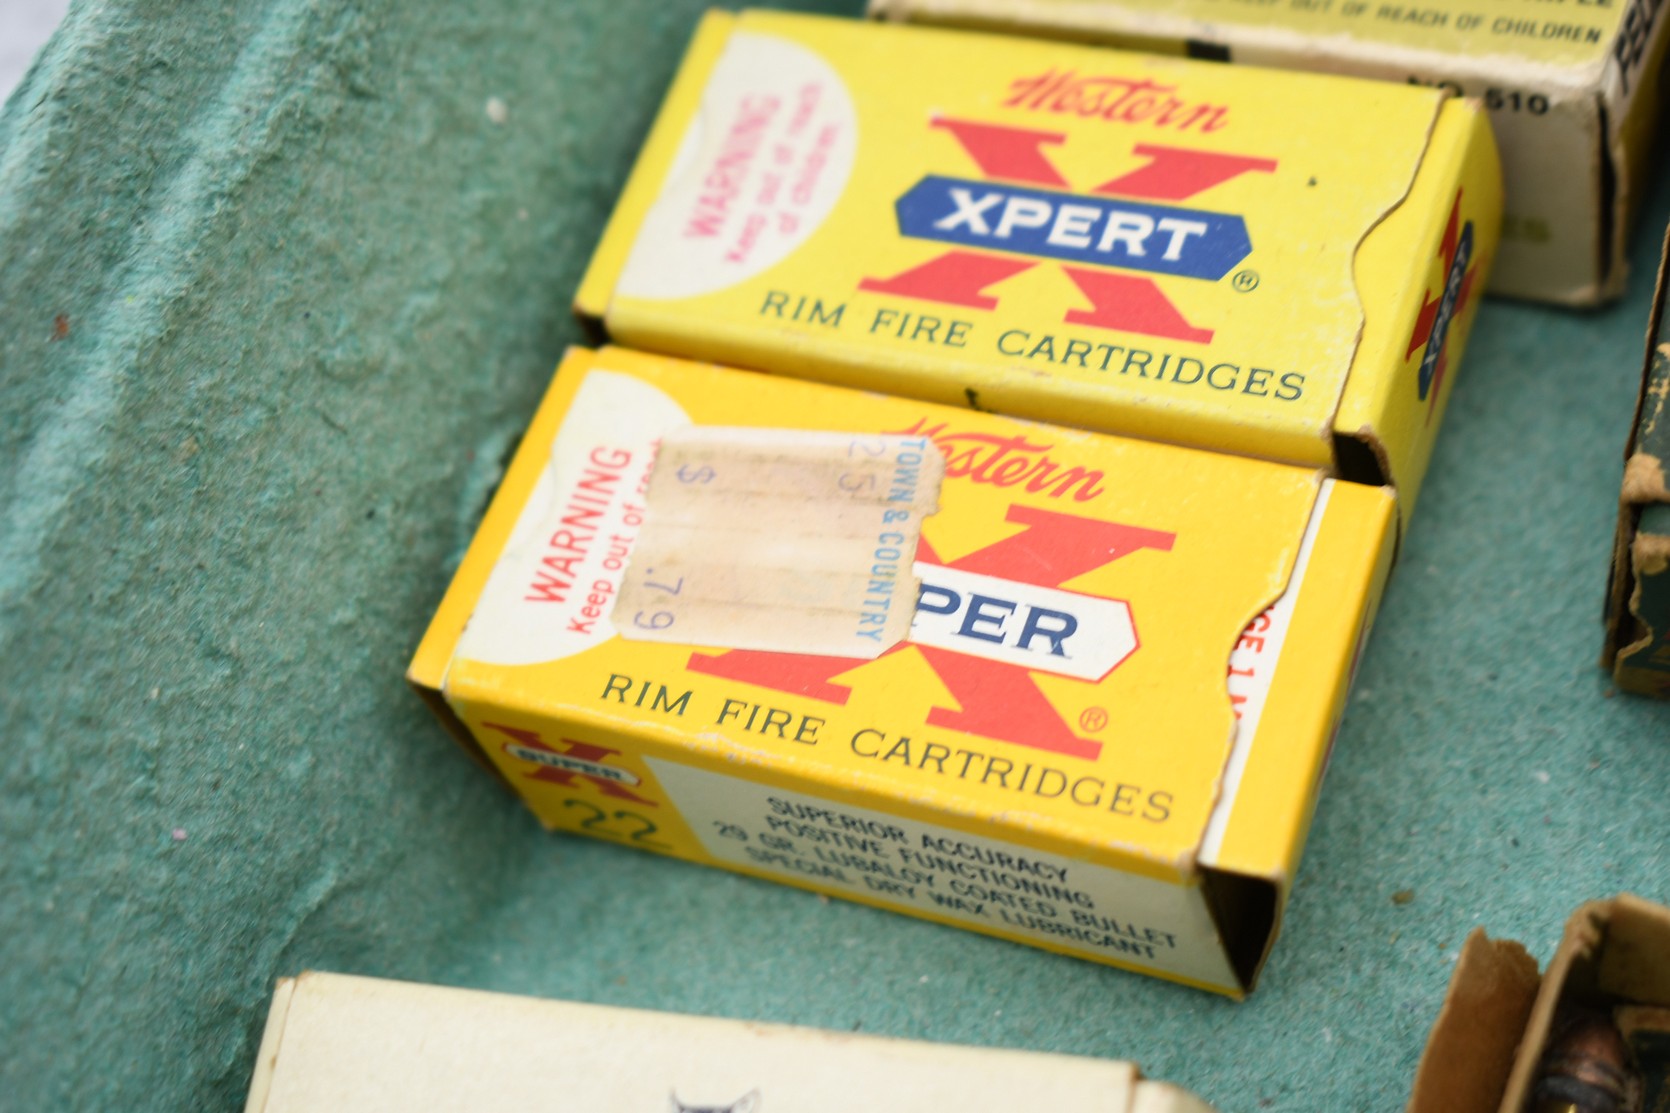 KEEP OUT OF REACH OF CHILDREN
NO. 510
WARNING
Keep out of reach
of children
Western
X
XPERT
®
RIM FIRE CARTRIDGES
XPERT
WARNING
Keep out of
Western
X
PER
®
RIM FIRE CARTRIDGES
TOWN & COUNTRY
25
$ .79
X
SUPER
22
SUPERIOR ACCURACY
POSITIVE FUNCTIONING
29 GR. LUBALOY COATED BULLET
SPECIAL DRY WAX LUBRICANT